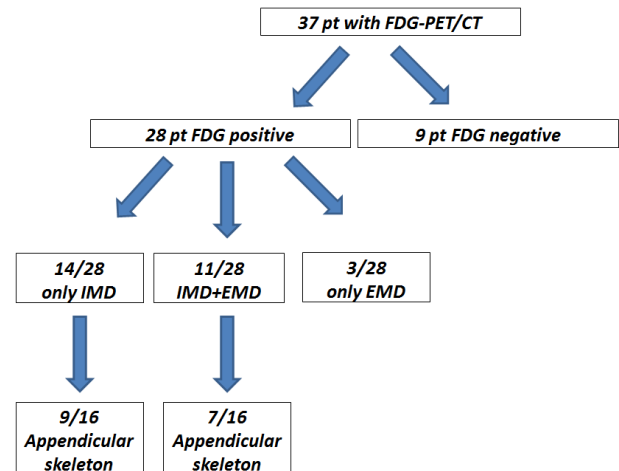 37 pt with FDG-PET/CT
28 pt FDG positive
9 pt FDG negative
14/28
only IMD
11/28
IMD+EMD
3/28
only EMD
9/16
Appendicular
skeleton
7/16
Appendicular
skeleton